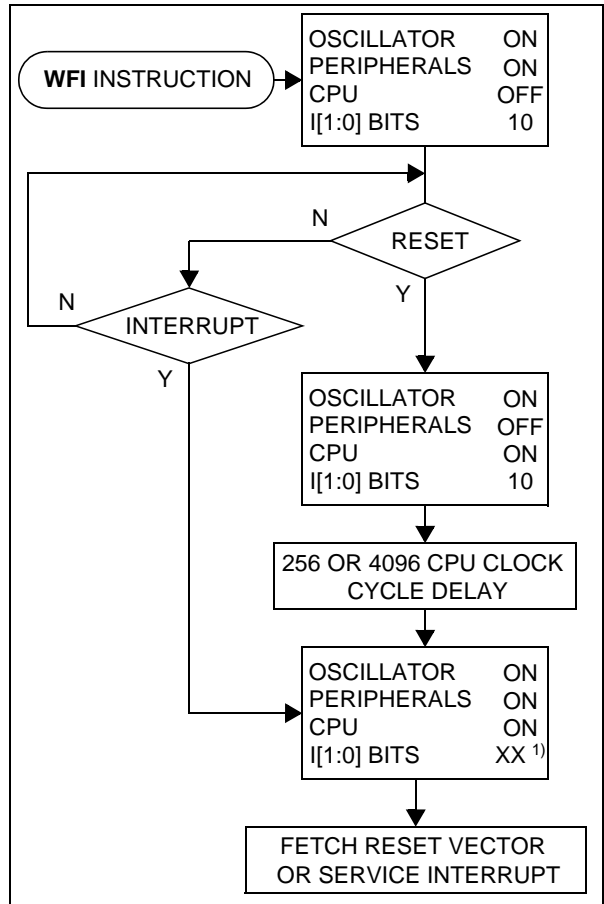 WFI INSTRUCTION
OSCILLATOR ON
PERIPHERALS ON
CPU OFF
I[1:0] BITS 10
N
RESET
Y
N
INTERRUPT
Y
OSCILLATOR ON
PERIPHERALS OFF
CPU ON
I[1:0] BITS 10
256 OR 4096 CPU CLOCK
CYCLE DELAY
OSCILLATOR ON
PERIPHERALS ON
CPU ON
I[1:0] BITS XX 1)
FETCH RESET VECTOR
OR SERVICE INTERRUPT